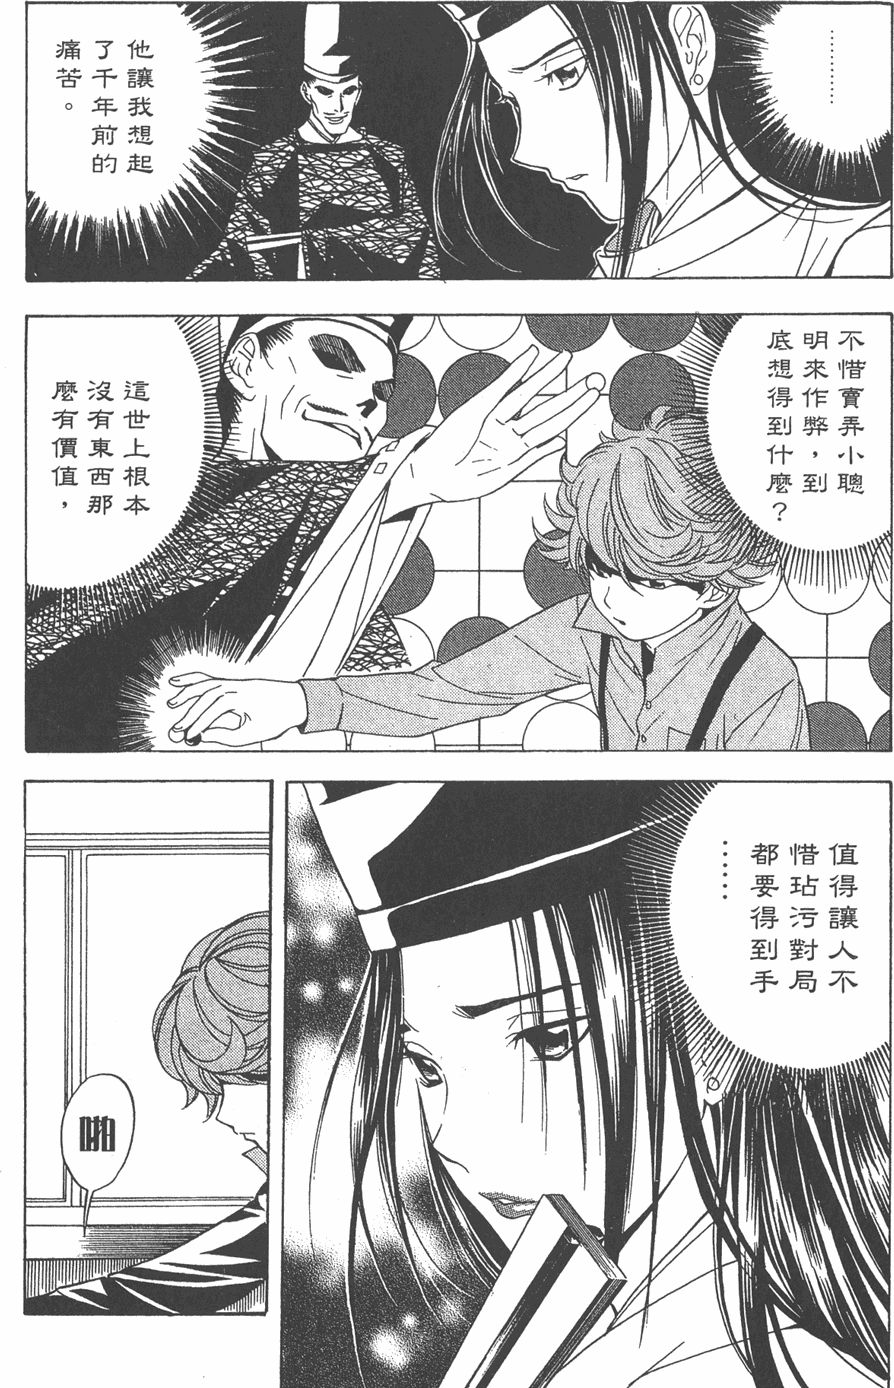 …………
他讓我想起
了千年前的
痛苦。
不惜賣弄小聰
明來作弊，到
底想得到什麼？
這世上根本
沒有東西那
麼有價值，
值得讓人不
惜玷污對局
都要得到手
……
啪